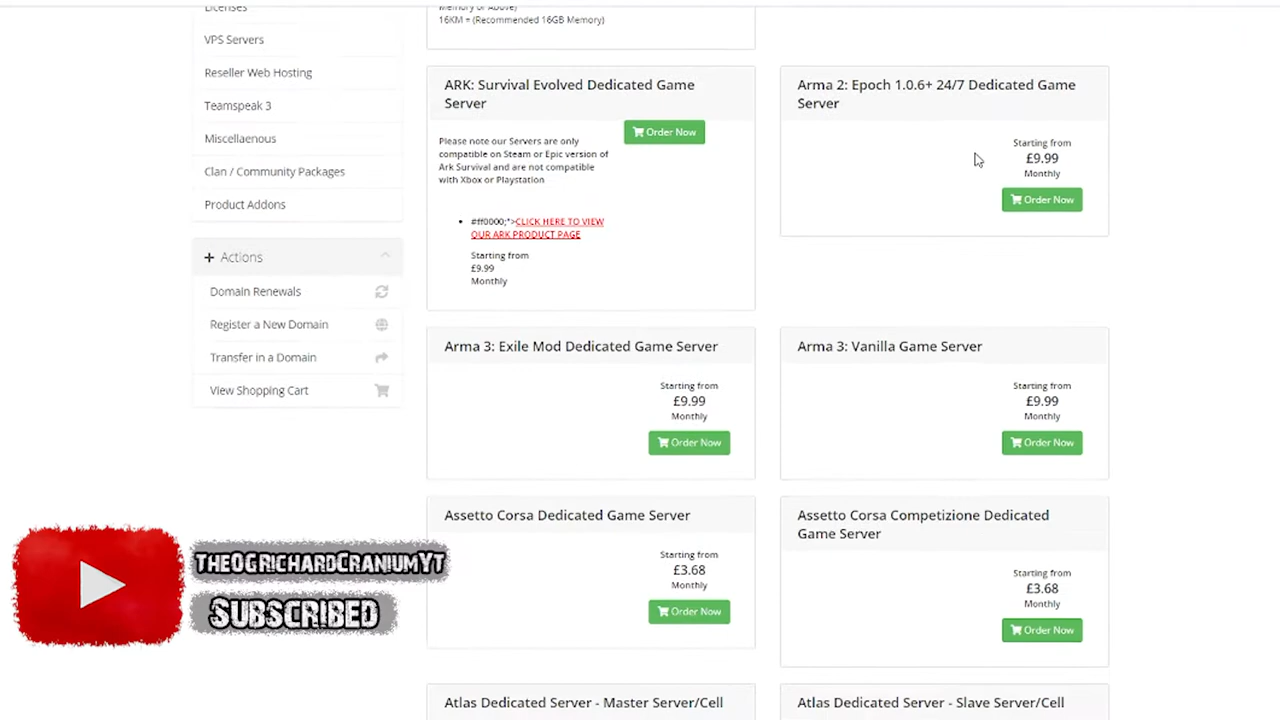 Licenses
VPS Servers
Reseller Web Hosting
Teamspeak 3
Miscellaenous
Clan / Community Packages
Product Addons
Actions
Domain Renewals
Register a New Domain
Transfer in a Domain
View Shopping Cart
Memory or Above)
16KM = (Recommended 16GB Memory)
ARK: Survival Evolved Dedicated Game
Server
Please note our Servers are only
compatible on Steam or Epic version of
Ark Survival and are not compatible
with Xbox or Playstation
Order Now
• #ff0000;">CLICK HERE TO VIEW
OUR ARK PRODUCT PAGE
Starting from
£9.99
Monthly
Arma 2: Epoch 1.0.6+ 24/7 Dedicated Game
Server
Starting from
£9.99
Monthly
Order Now
Arma 3: Exile Mod Dedicated Game Server
Starting from
£9.99
Monthly
Order Now
Arma 3: Vanilla Game Server
Starting from
£9.99
Monthly
Order Now
Assetto Corsa Dedicated Game Server
Starting from
£3.68
Monthly
Order Now
Assetto Corsa Competizione Dedicated
Game Server
Starting from
£3.68
Monthly
Order Now
Atlas Dedicated Server - Master Server/Cell
Atlas Dedicated Server - Slave Server/Cell
TheOGRichardCraniumYt
Subscribed